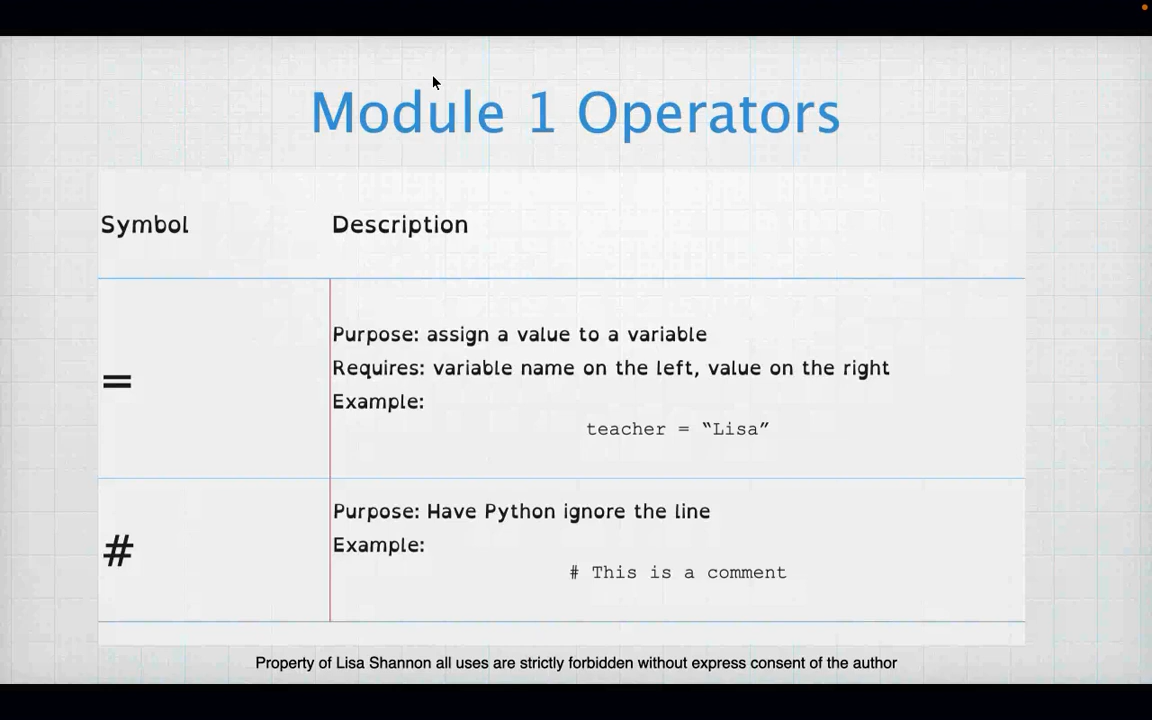 Module 1 Operators
Symbol Description
=
Purpose: assign a value to a variable
Requires: variable name on the left, value on the right
Example:
teacher = “Lisa”
#
Purpose: Have Python ignore the line
Example:
# This is a comment
Property of Lisa Shannon all uses are strictly forbidden without express consent of the author